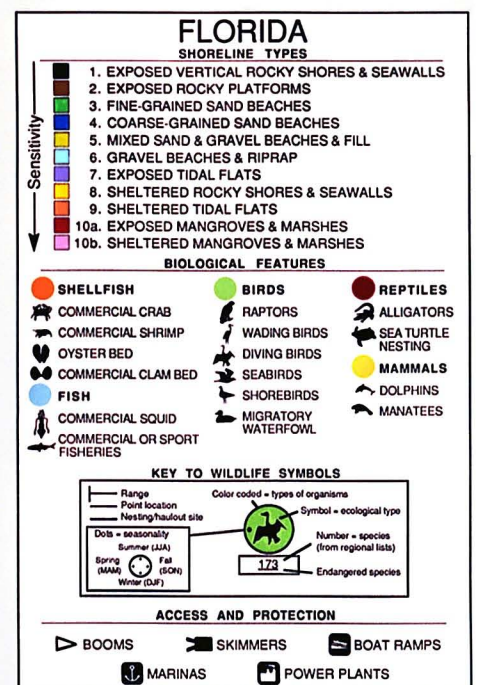 FLORIDA
SHORELINE TYPES
Sensitivity
1. EXPOSED VERTICAL ROCKY SHORES & SEAWALLS
2. EXPOSED ROCKY PLATFORMS
3. FINE-GRAINED SAND BEACHES
4. COARSE-GRAINED SAND BEACHES
5. MIXED SAND & GRAVEL BEACHES & FILL
6. GRAVEL BEACHES & RIPRAP
7. EXPOSED TIDAL FLATS
8. SHELTERED ROCKY SHORES & SEAWALLS
9. SHELTERED TIDAL FLATS
10a. EXPOSED MANGROVES & MARSHES
10b. SHELTERED MANGROVES & MARSHES
BIOLOGICAL FEATURES
SHELLFISH
COMMERCIAL CRAB
COMMERCIAL SHRIMP
OYSTER BED
COMMERCIAL CLAM BED
FISH
COMMERCIAL SQUID
COMMERCIAL OR SPORT
FISHERIES
BIRDS
RAPTORS
WADING BIRDS
DIVING BIRDS
SEABIRDS
SHOREBIRDS
MIGRATORY
WATERFOWL
REPTILES
ALLIGATORS
SEA TURTLE
NESTING
MAMMALS
DOLPHINS
MANATEES
KEY TO WILDLIFE SYMBOLS
Range
Point location
Nesting/haulout site
Dots = seasonality
Summer (JJA)
Spring
(MAM)
Fall
(SON)
Winter (DJF)
Color coded = types of organisms
Symbol = ecological type
Number = species
(from regional lists)
173
Endangered species
ACCESS AND PROTECTION
BOOMS
SKIMMERS
BOAT RAMPS
MARINAS
POWER PLANTS